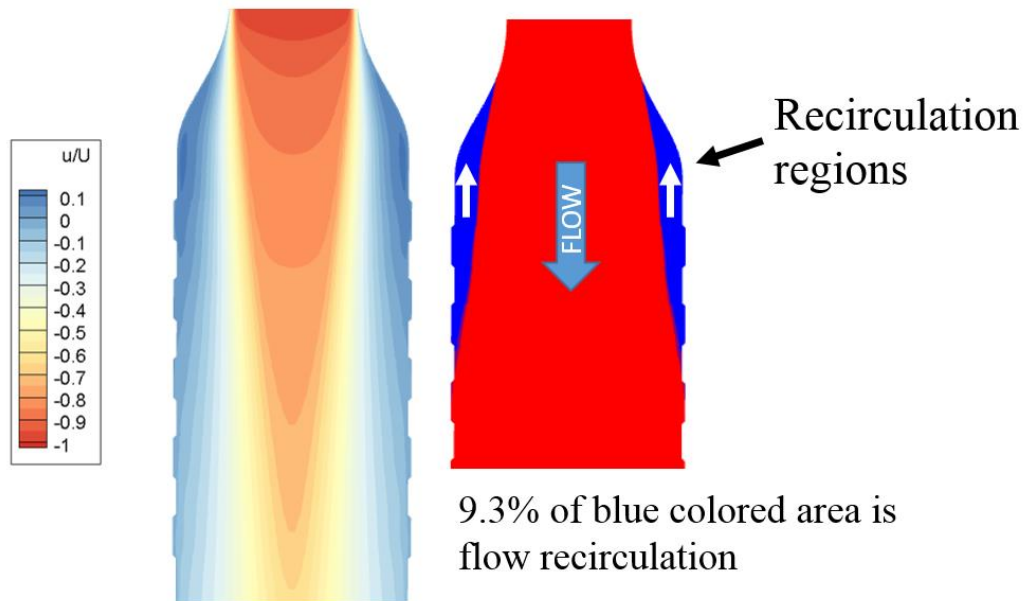 u/U
0.1
0
-0.1
-0.2
-0.3
-0.4
-0.5
-0.6
-0.7
-0.8
-0.9
-1
FLOW
Recirculation
regions
9.3% of blue colored area is
flow recirculation